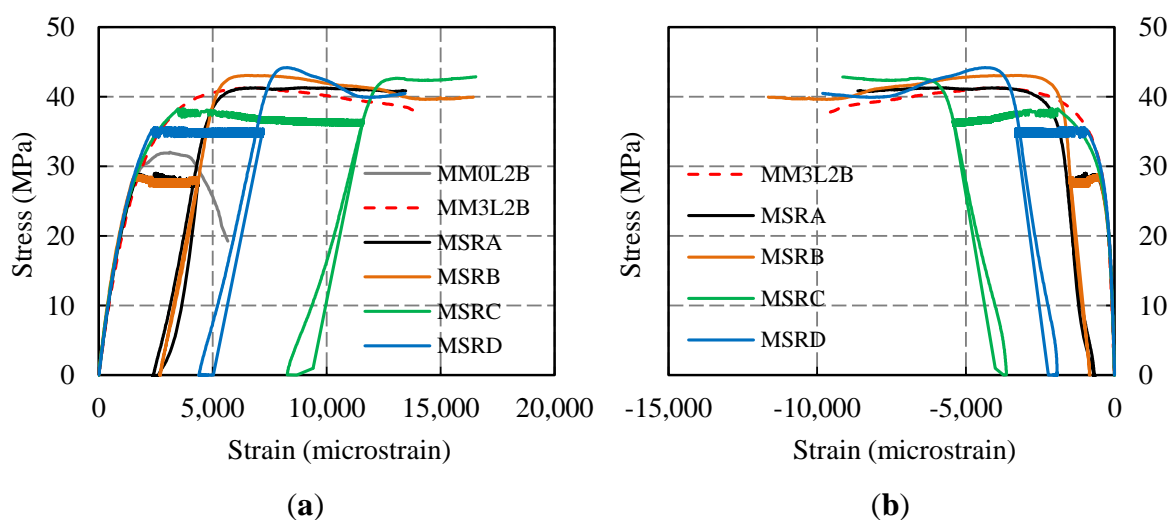 50
40
30
20
10
0
Stress (MPa)
0
5,000
10,000
15,000
20,000
Strain (microstrain)
MM0L2B
MM3L2B
MSRA
MSRB
MSRC
MSRD
(a)
50
40
30
20
10
0
Stress (MPa)
-15,000
-10,000
-5,000
0
Strain (microstrain)
MM3L2B
MSRA
MSRB
MSRC
MSRD
(b)